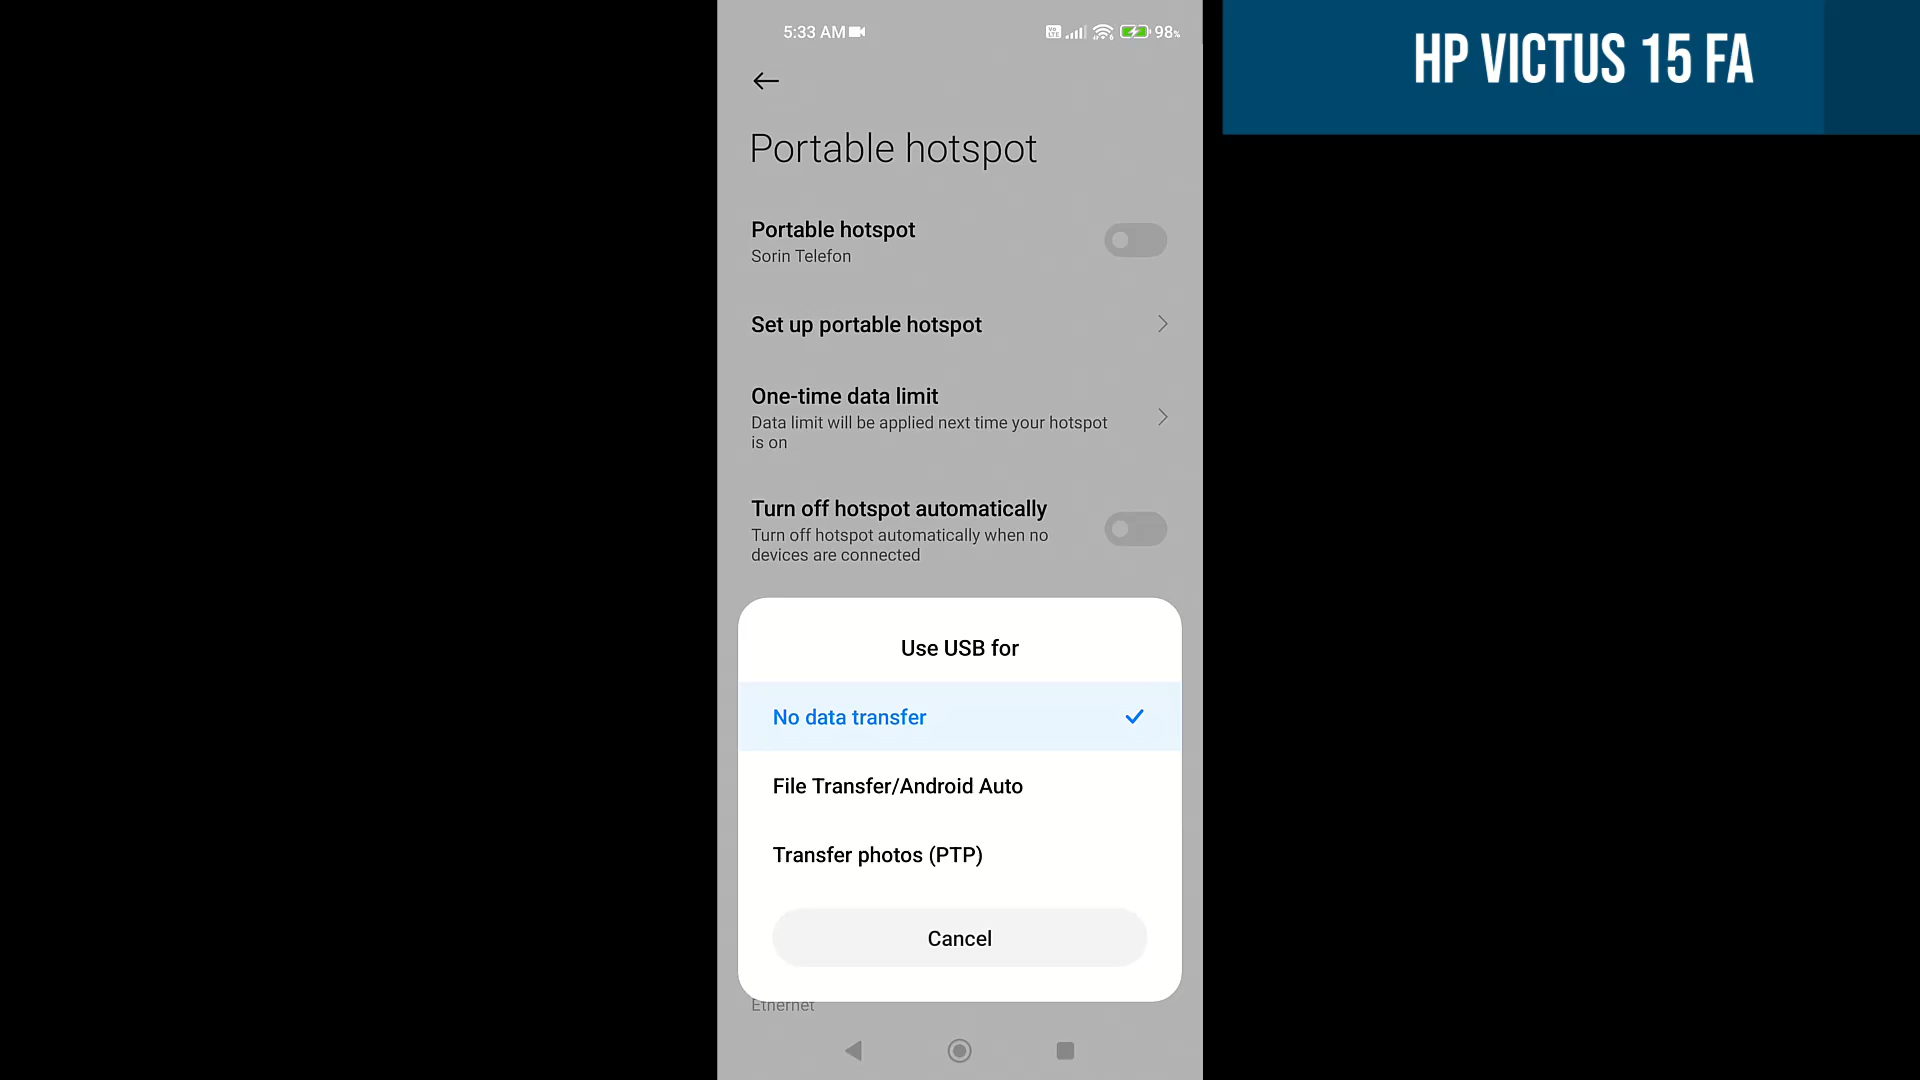 5:33 AM
98%
HP VICTUS 15 FA
Portable hotspot
Portable hotspot
Sorin Telefon
Set up portable hotspot
One-time data limit
Data limit will be applied next time your hotspot
is on
Turn off hotspot automatically
Turn off hotspot automatically when no
devices are connected
Use USB for
No data transfer
File Transfer/Android Auto
Transfer photos (PTP)
Cancel
Ethernet